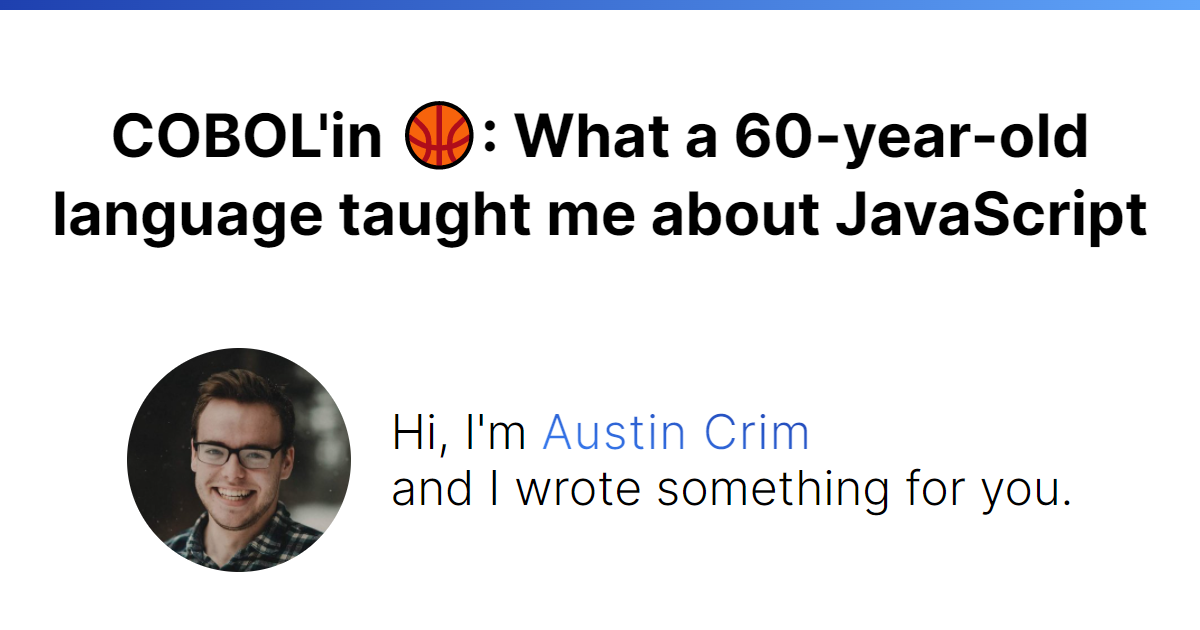 COBOL'in 🏀: What a 60-year-old
language taught me about JavaScript
Hi, I'm Austin Crim
and I wrote something for you.